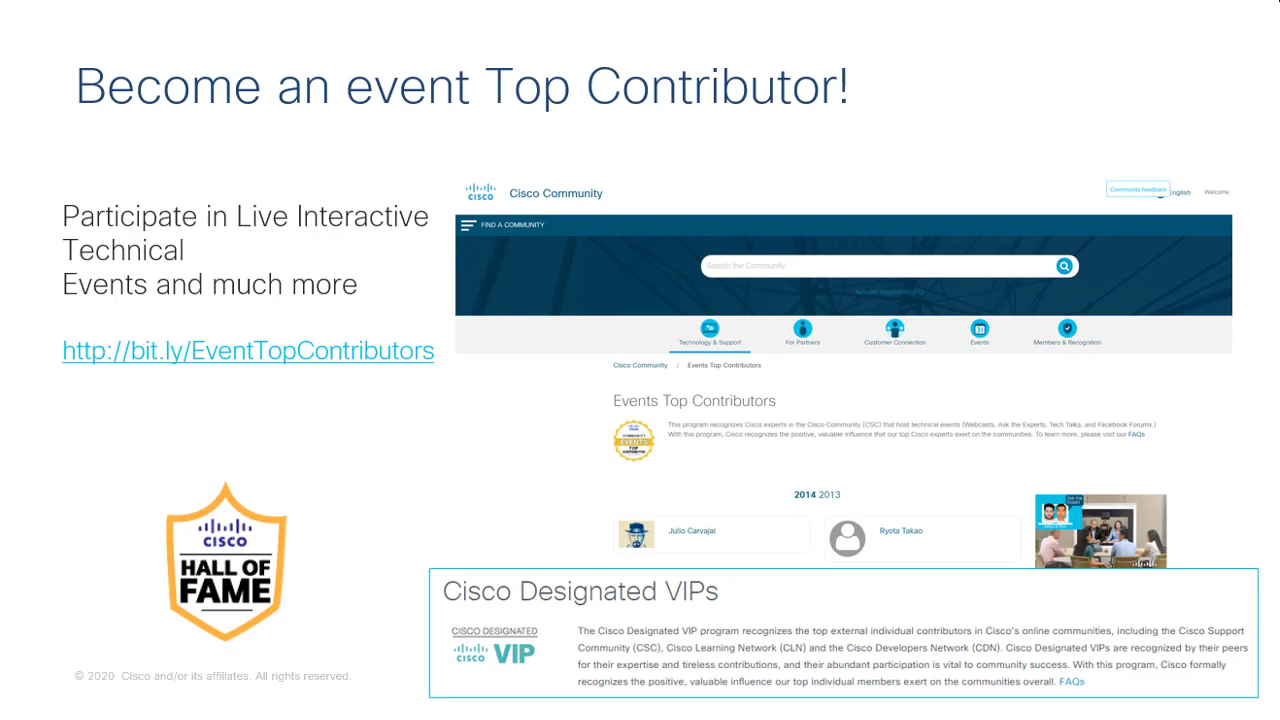 Become an event Top Contributor!
Participate in Live Interactive
Technical
Events and much more
http://bit.ly/EventTopContributors
CISCO
HALL OF
FAME
© 2020 Cisco and/or its affiliates. All rights reserved.
CISCO
Cisco Community
Community feedback
English
Welcome,
FIND A COMMUNITY
Search the Community
Technology & Support
For Partners
Customer Connection
Events
Members & Recognition
Cisco Community / Events Top Contributors
Events Top Contributors
COMMUNITY
EVENTS
TOP
CONTRIBUTOR
This program recognizes Cisco experts in the Cisco Community (CSC) that host technical events (Webcasts, Ask the Experts, Tech Talks, and Facebook Forums.)
With this program, Cisco recognizes the positive, valuable influence that our top Cisco experts exert on the communities. To learn more, please visit our FAQs
2014 2013
Julio Carvajal
Ryota Takao
Ask the
Expert
Cisco Designated VIPs
CISCO DESIGNATED
CISCO VIP
The Cisco Designated VIP program recognizes the top external individual contributors in Cisco's online communities, including the Cisco Support
Community (CSC), Cisco Learning Network (CLN) and the Cisco Developers Network (CDN). Cisco Designated VIPs are recognized by their peers
for their expertise and tireless contributions, and their abundant participation is vital to community success. With this program, Cisco formally
recognizes the positive, valuable influence our top individual members exert on the communities overall. FAQs